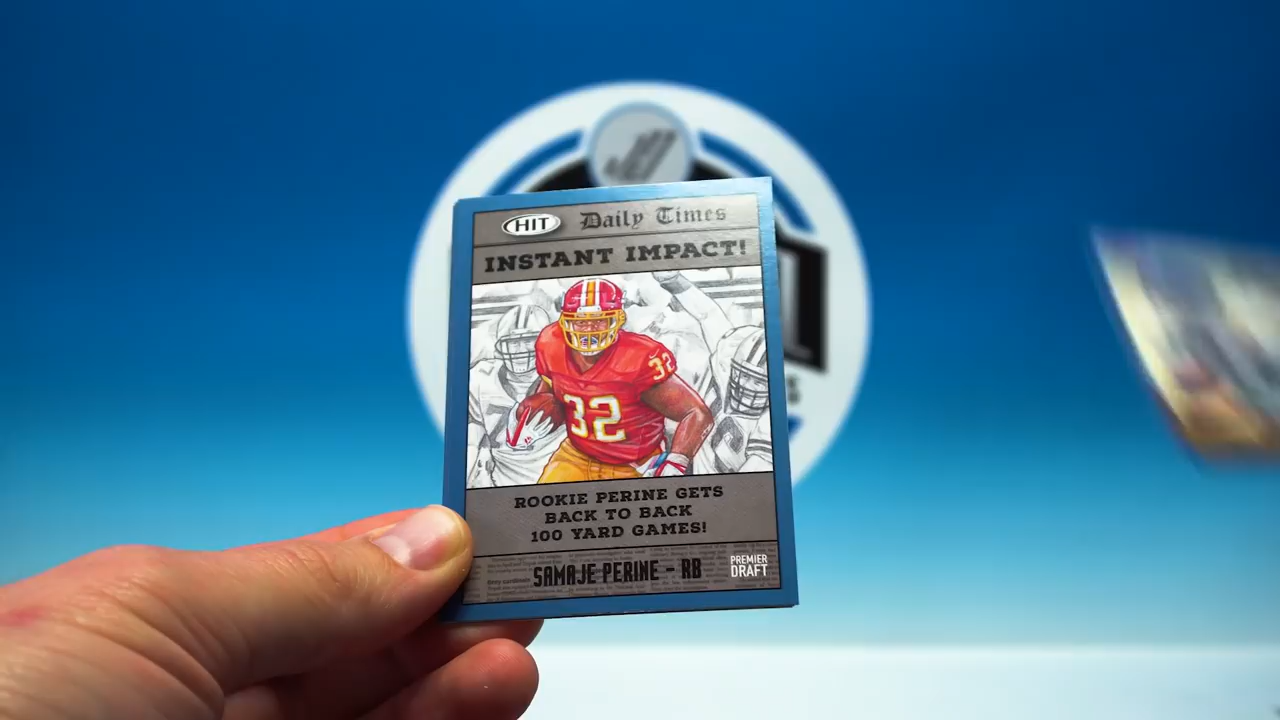 HIT Daily Times
INSTANT IMPACT!
32
32
ROOKIE PERINE GETS
BACK TO BACK
100 YARD GAMES!
SAMAJE PERINE - RB
PREMIER
DRAFT